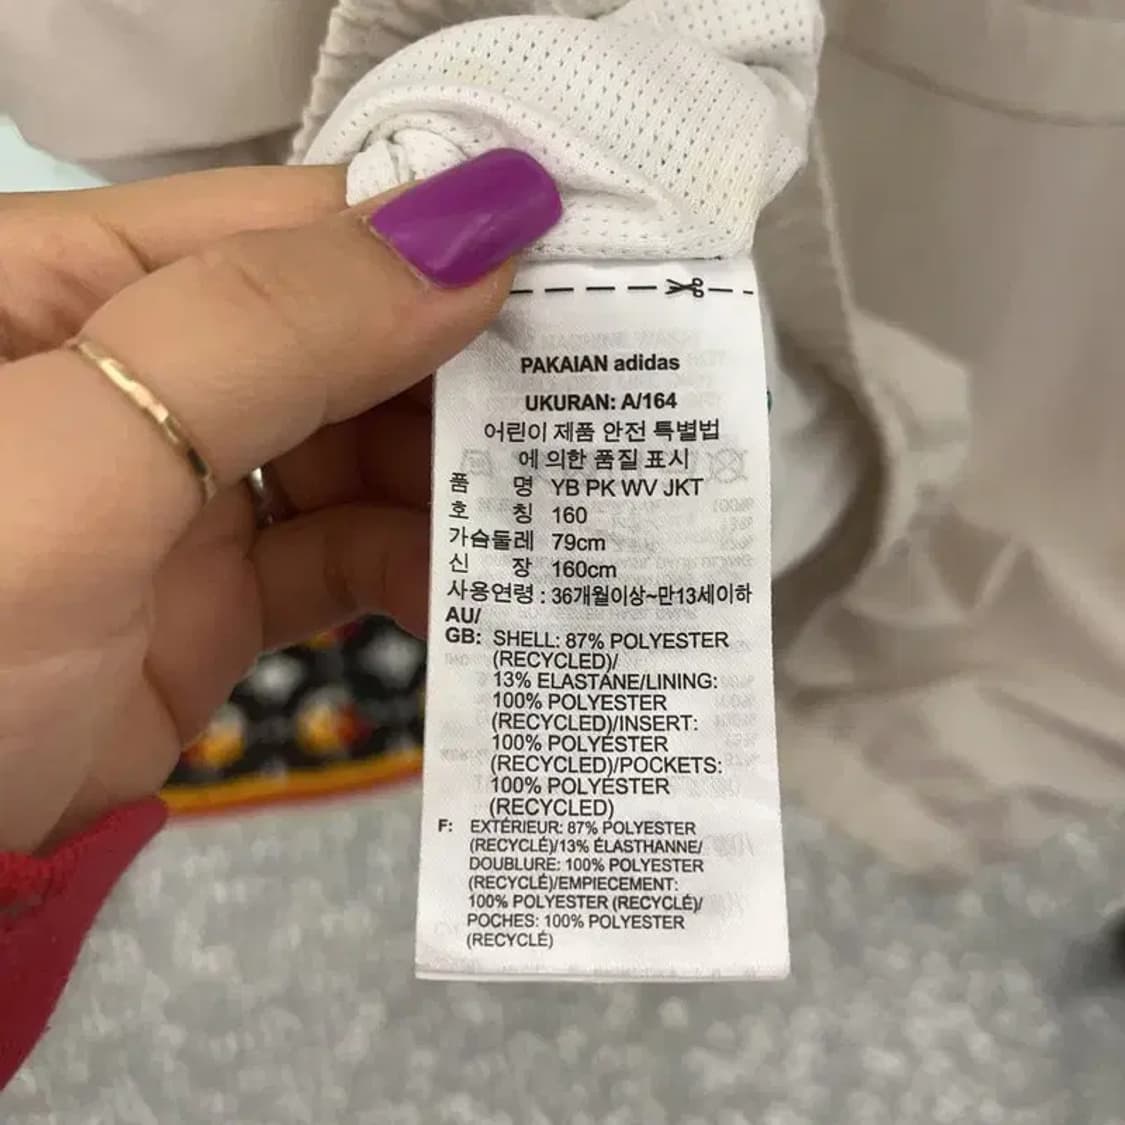 PAKAIAN adidas
UKURAN: A/164
어린이 제품 안전 특별법
에 의한 품질 표시
품 명 YB PK WV JKT
호 칭 160
가슴둘레 79cm
신 장 160cm
사용연령 : 36개월이상~만13세이하
AU/
GB: SHELL: 87% POLYESTER
(RECYCLED)/
13% ELASTANE/LINING:
100% POLYESTER
(RECYCLED)/INSERT:
100% POLYESTER
(RECYCLED)/POCKETS:
100% POLYESTER
(RECYCLED)
F: EXTÉRIEUR: 87% POLYESTER
(RECYCLÉ)/13% ÉLASTHANNE/
DOUBLURE: 100% POLYESTER
(RECYCLÉ)/EMPIECEMENT:
100% POLYESTER (RECYCLÉ)/
POCHES: 100% POLYESTER
(RECYCLÉ)